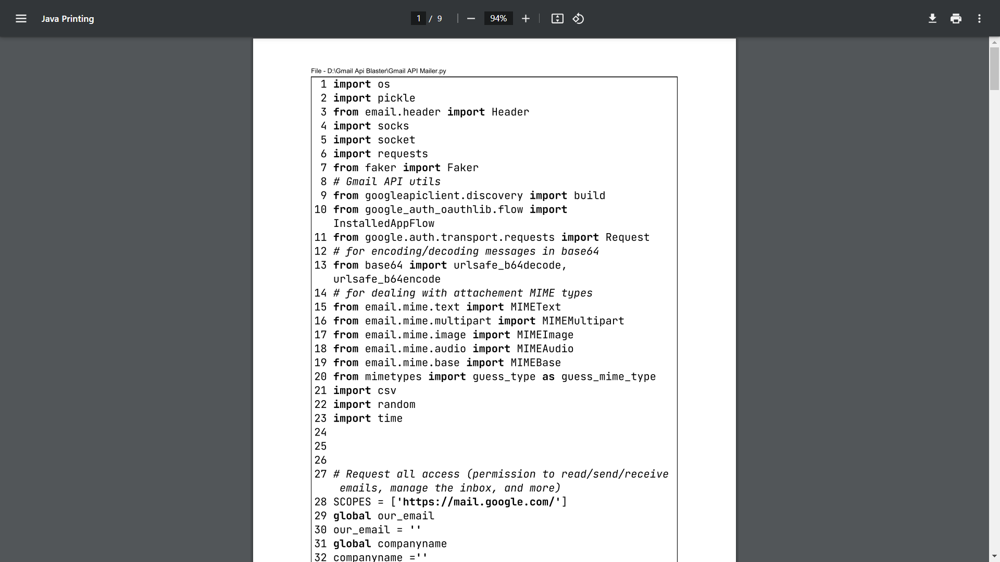 Java Printing
1 / 9
94%
File - D:\Gmail Api Blaster\Gmail API Mailer.py
1 import os
2 import pickle
3 from email.header import Header
4 import socks
5 import socket
6 import requests
7 from faker import Faker
8 # Gmail API utils
9 from googleapiclient.discovery import build
10 from google_auth_oauthlib.flow import
InstalledAppFlow
11 from google.auth.transport.requests import Request
12 # for encoding/decoding messages in base64
13 from base64 import urlsafe_b64decode,
urlsafe_b64encode
14 # for dealing with attachement MIME types
15 from email.mime.text import MIMEText
16 from email.mime.multipart import MIMEMultipart
17 from email.mime.image import MIMEImage
18 from email.mime.audio import MIMEAudio
19 from email.mime.base import MIMEBase
20 from mimetypes import guess_type as guess_mime_type
21 import csv
22 import random
23 import time
24
25
26
27 # Request all access (permission to read/send/receive
emails, manage the inbox, and more)
28 SCOPES = ['https://mail.google.com/']
29 global our_email
30 our_email = ''
31 global companyname
32 companyname =''